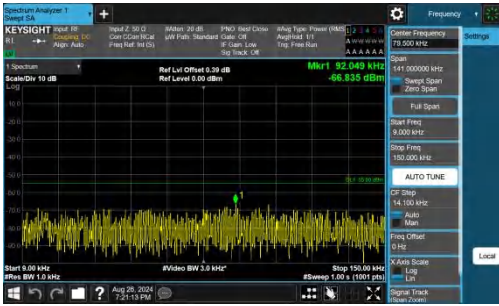 Spectrum Analyzer 1
Swept SA
KEYSIGHT
Input: RF
Input Z: 50 Ω
#Atten: 20 dB
PNO: Best Close
#Avg Type: Power (RMS
1 2 3 4 5 6
RL
Coupling: DC
Corr CCorr RCal
µW Path: Standard
Gate: Off
Avg|Hold: 1/1
A W W W W W
Align: Auto
Freq Ref: Int (S)
IF Gain: Low
Trig: Free Run
Sig Track: Off
A A A A A A
1 Spectrum
Ref Lvl Offset 0.39 dB
Mkr1 92.049 kHz
Scale/Div 10 dB
Ref Level 0.00 dBm
-66.835 dBm
Log
Start 9.00 kHz
#Video BW 3.0 kHz*
Stop 150.00 kHz
#Res BW 1.0 kHz
#Sweep 1.00 s (1001 pts)
Aug 26, 2024
7:21:13 PM
Frequency
Settings
Center Frequency
79.500 kHz
Span
141.000000 kHz
Swept Span
Zero Span
Full Span
Start Freq
9.000 kHz
Stop Freq
150.000 kHz
AUTO TUNE
CF Step
14.100 kHz
Auto
Man
Freq Offset
0 Hz
X Axis Scale
Log
Lin
Signal Track
(Span Zoom)
Local